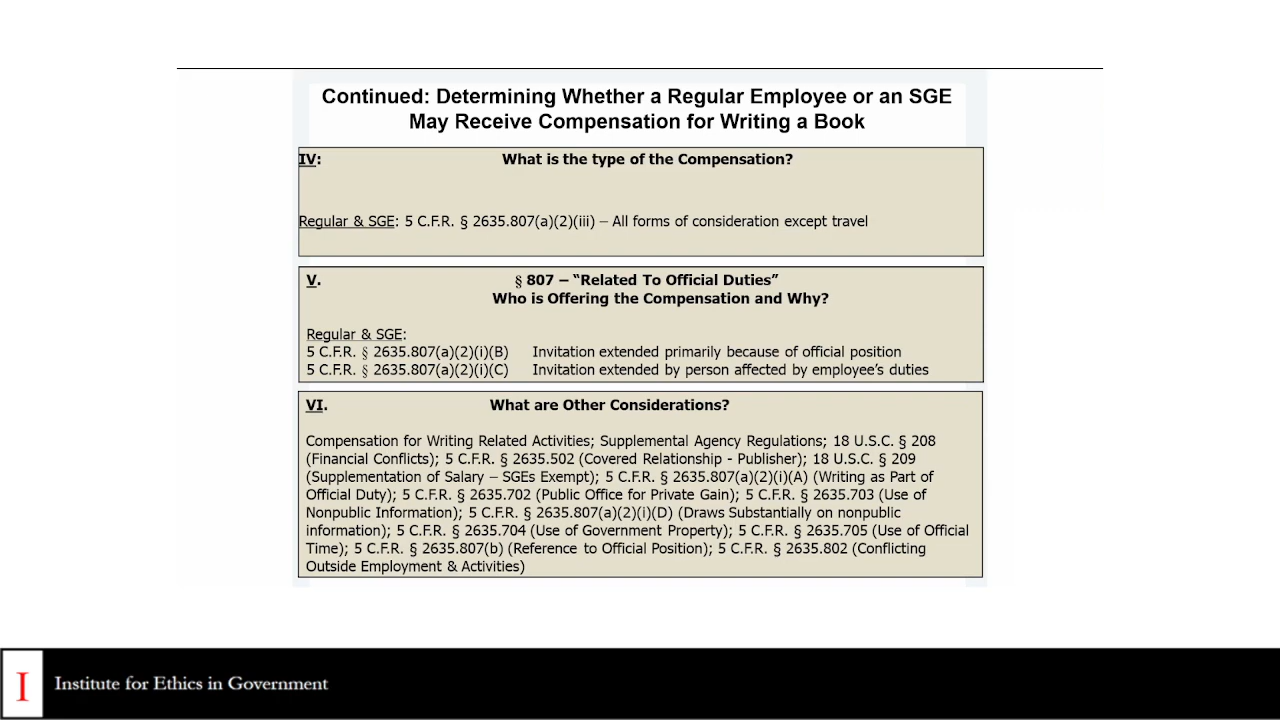 Continued: Determining Whether a Regular Employee or an SGE
May Receive Compensation for Writing a Book
IV: What is the type of the Compensation?
Regular & SGE: 5 C.F.R. § 2635.807(a)(2)(iii) – All forms of consideration except travel
V. § 807 – “Related To Official Duties”
Who is Offering the Compensation and Why?
Regular & SGE:
5 C.F.R. § 2635.807(a)(2)(i)(B) Invitation extended primarily because of official position
5 C.F.R. § 2635.807(a)(2)(i)(C) Invitation extended by person affected by employee’s duties
VI. What are Other Considerations?
Compensation for Writing Related Activities; Supplemental Agency Regulations; 18 U.S.C. § 208
(Financial Conflicts); 5 C.F.R. § 2635.502 (Covered Relationship - Publisher); 18 U.S.C. § 209
(Supplementation of Salary – SGEs Exempt); 5 C.F.R. § 2635.807(a)(2)(i)(A) (Writing as Part of
Official Duty); 5 C.F.R. § 2635.702 (Public Office for Private Gain); 5 C.F.R. § 2635.703 (Use of
Nonpublic Information); 5 C.F.R. § 2635.807(a)(2)(i)(D) (Draws Substantially on nonpublic
information); 5 C.F.R. § 2635.704 (Use of Government Property); 5 C.F.R. § 2635.705 (Use of Official
Time); 5 C.F.R. § 2635.807(b) (Reference to Official Position); 5 C.F.R. § 2635.802 (Conflicting
Outside Employment & Activities)
I Institute for Ethics in Government